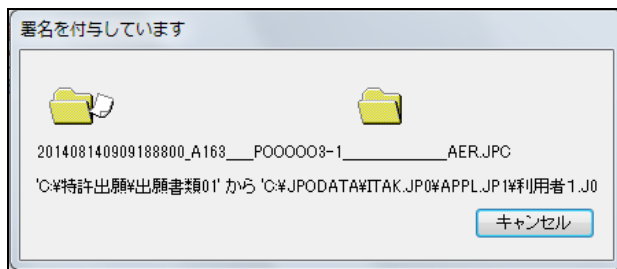 署名を付与しています
201408140909188800_A163___POOOOO3-1__________AER.JPC
'C:¥特許出願¥出願書類01' から 'C:¥JPODATA¥ITAK.JP0¥APPL.JP1¥利用者1.J0
キャンセル